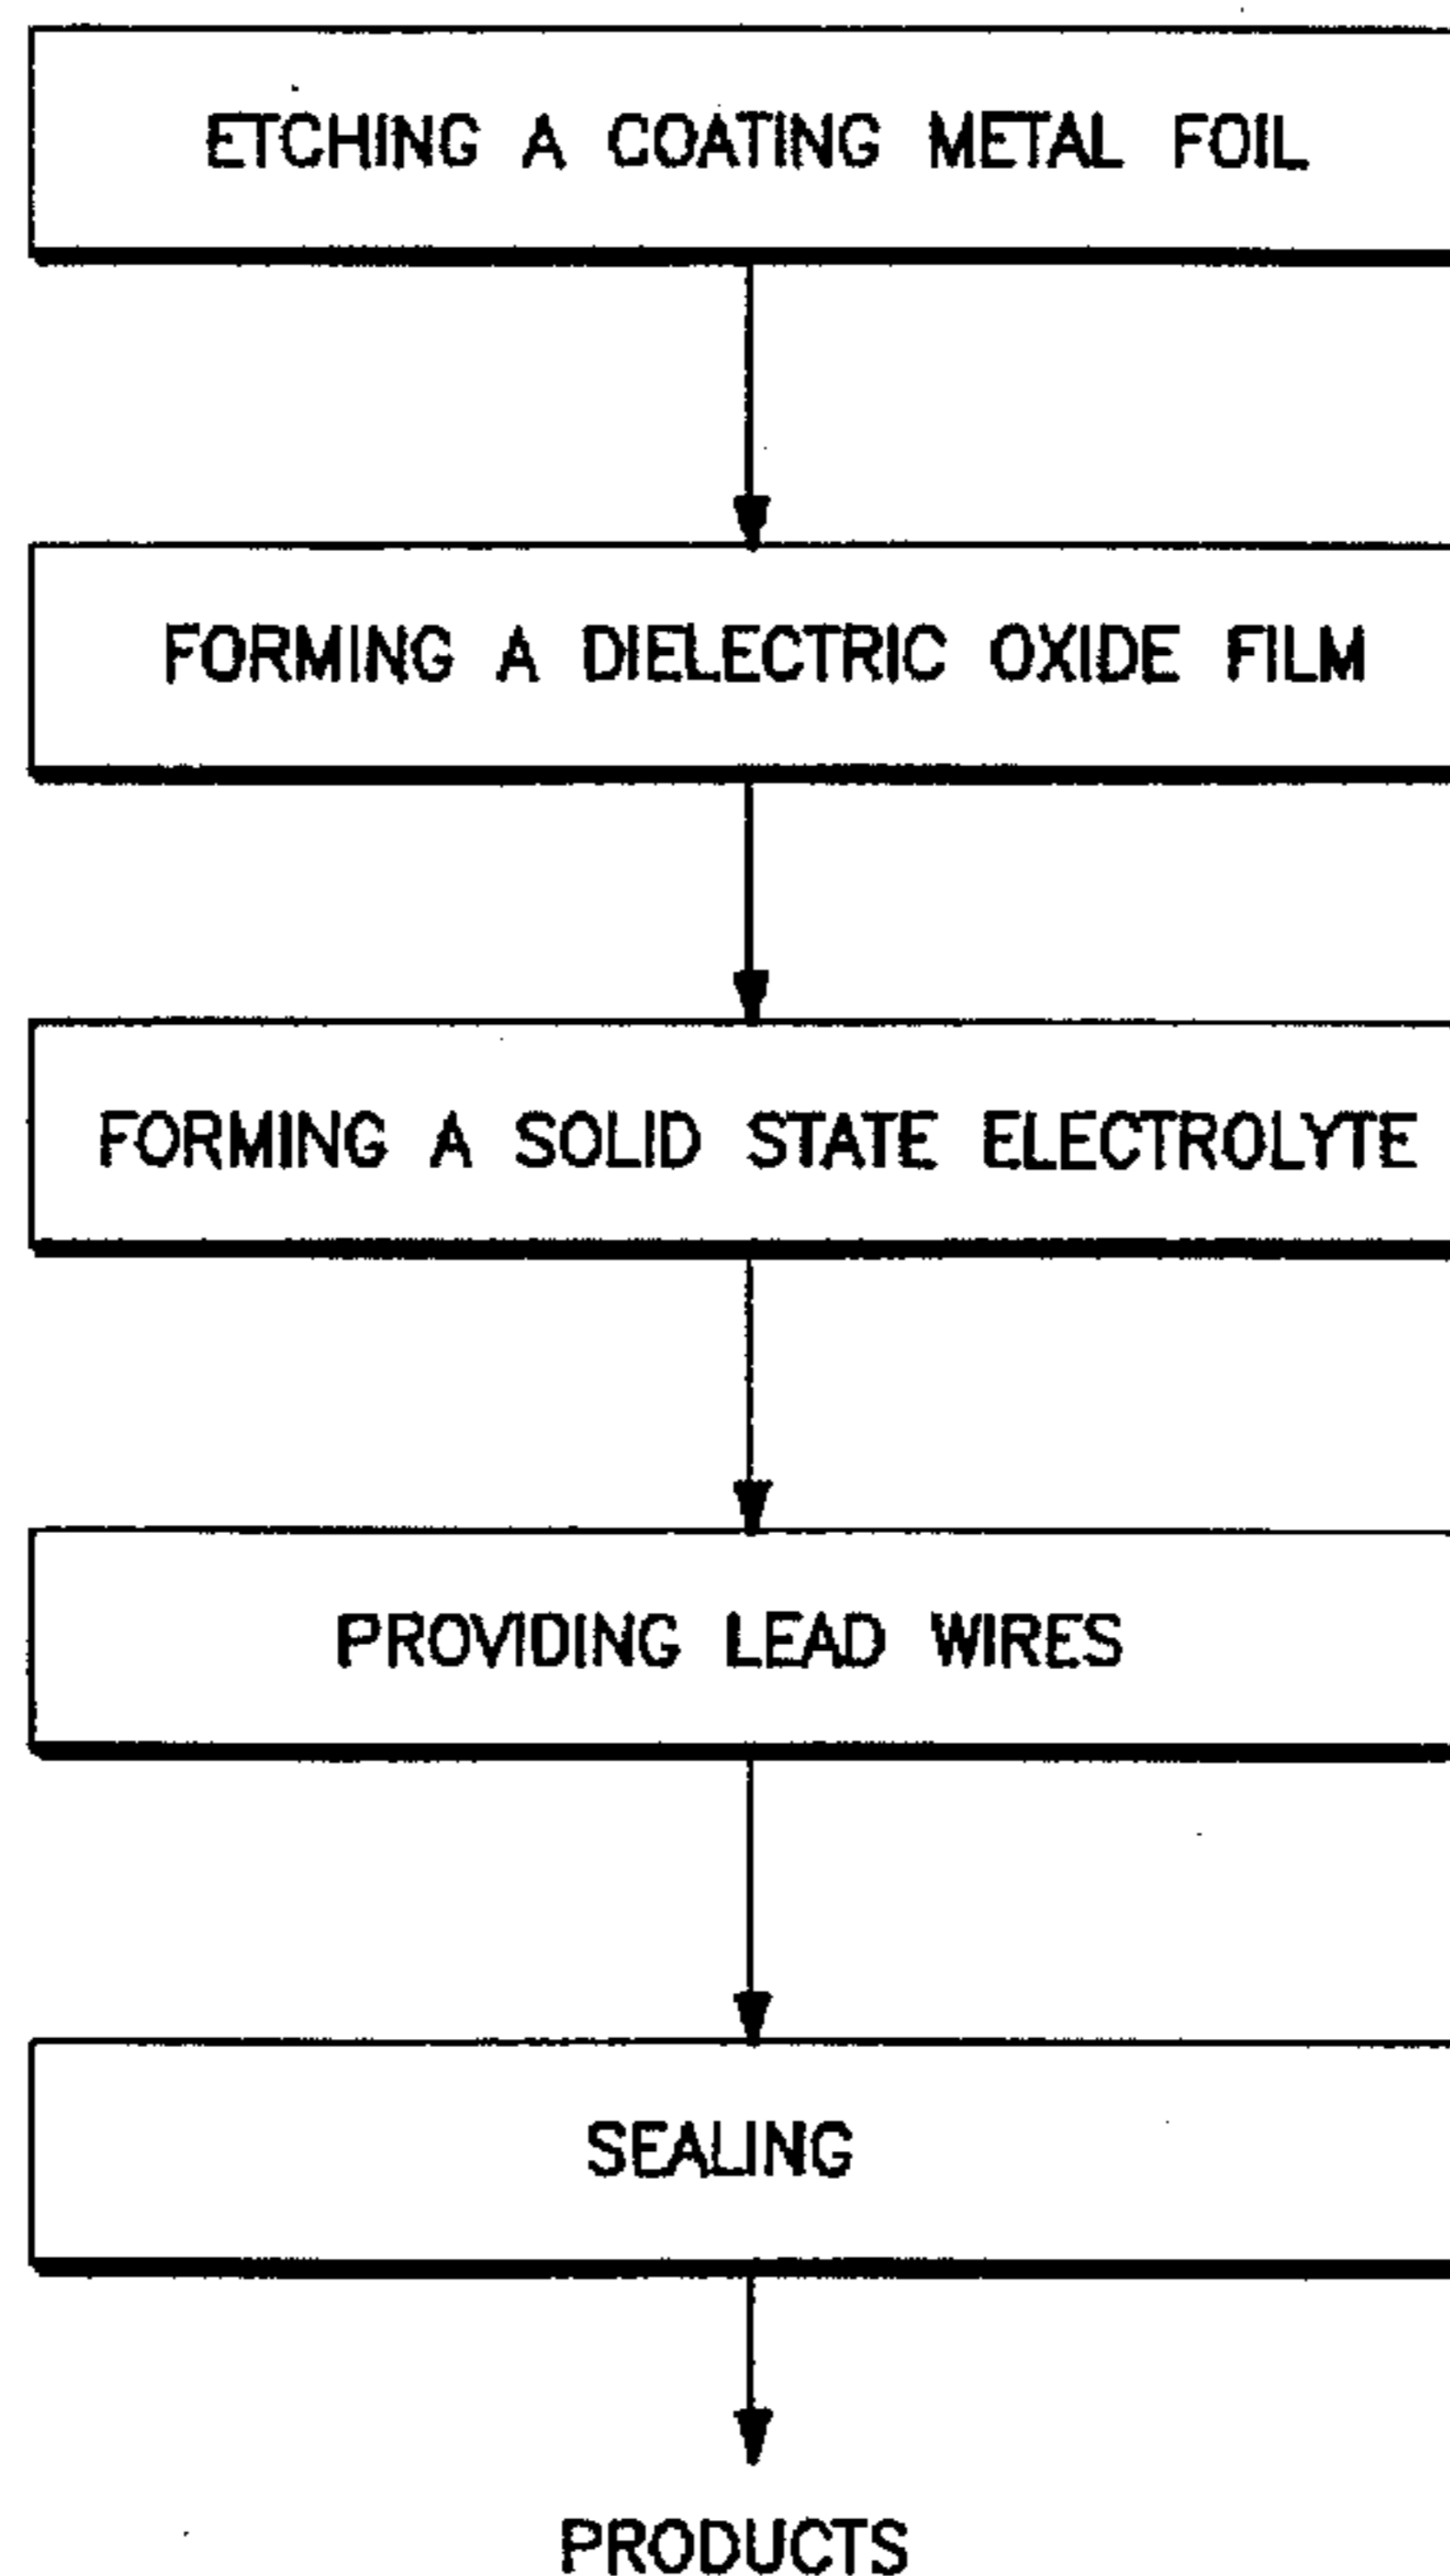 ETCHING A COATING METAL FOIL
FORMING A DIELECTRIC OXIDE FILM
FORMING A SOLID STATE ELECTROLYTE
PROVIDING LEAD WIRES
SEALING
PRODUCTS